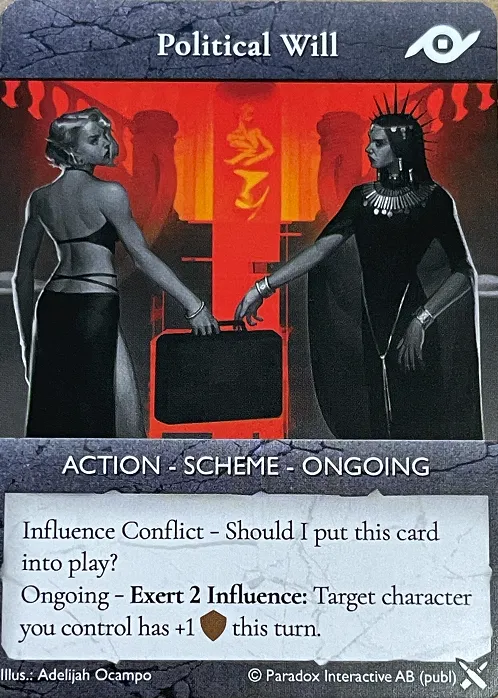 Political Will
ACTION - SCHEME - ONGOING
Influence Conflict - Should I put this card
into play?
Ongoing - Exert 2 Influence: Target character
you control has +1 this turn.
Illus.: Adelijah Ocampo © Paradox Interactive AB (publ)